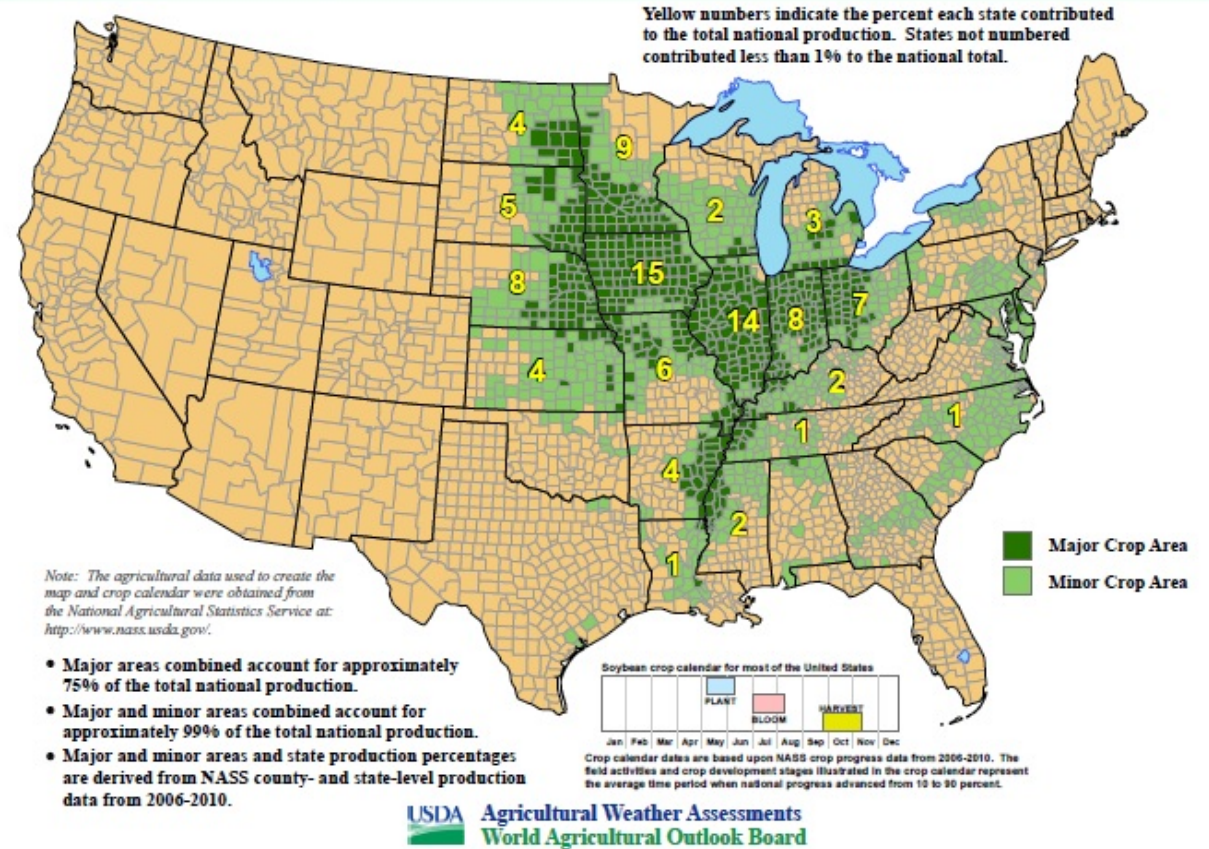 Yellow numbers indicate the percent each state contributed
to the total national production.  States not numbered
contributed less than 1% to the national total.
4
9
5
2
3
8
15
14
8
7
4
6
2
1
1
4
2
1
Major Crop Area
Minor Crop Area
Note:  The agricultural data used to create the
map and crop calendar were obtained from
the National Agricultural Statistics Service at:
http://www.nass.usda.gov/.
• Major areas combined account for approximately
75% of the total national production.
• Major and minor areas combined account for
approximately 99% of the total national production.
• Major and minor areas and state production percentages
are derived from NASS county- and state-level production
data from 2006-2010.
Soybean crop calendar for most of the United States
PLANT
BLOOM
HARVEST
Jan Feb Mar Apr May Jun Jul Aug Sep Oct Nov Dec
Crop calendar dates are based upon NASS crop progress data from 2006-2010.  The
field activities and crop development stages illustrated in the crop calendar represent
the average time period when national progress advanced from 10 to 90 percent.
USDA Agricultural Weather Assessments
World Agricultural Outlook Board